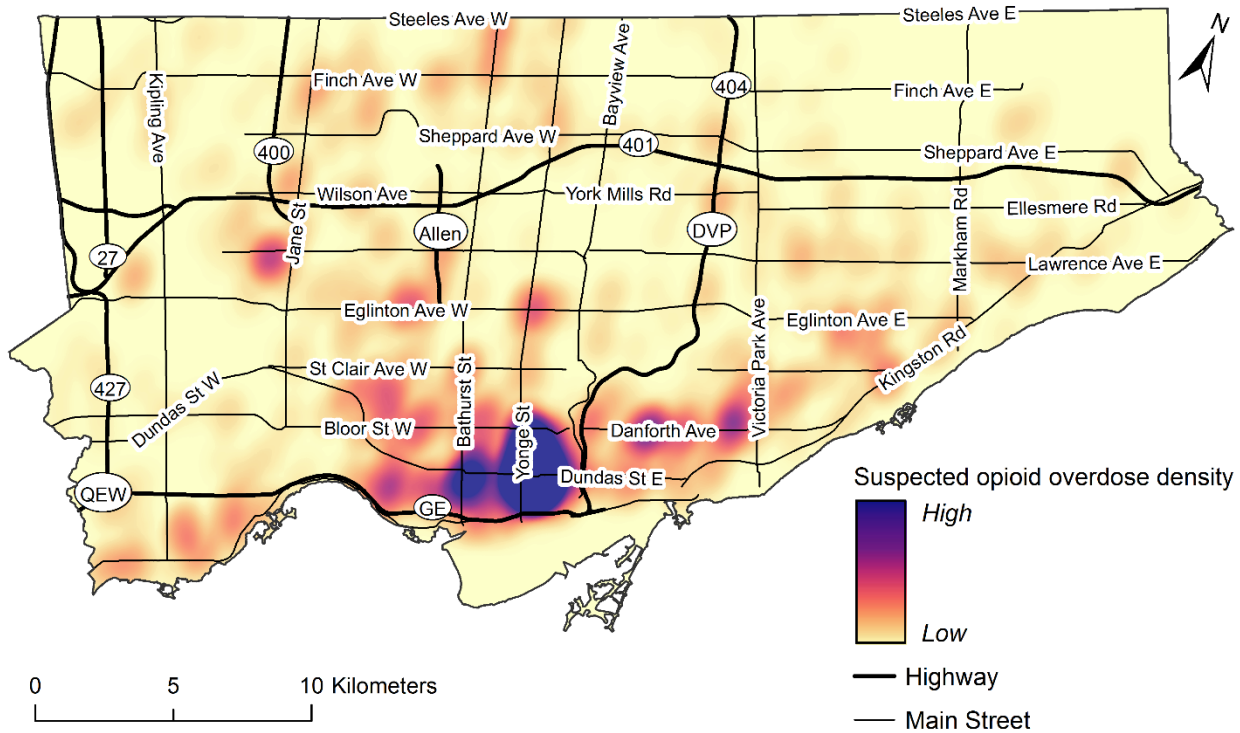 Steeles Ave W
Steeles Ave E
N
Bayview Ave
Finch Ave W
404
Finch Ave E
Kipling Ave
Sheppard Ave W
400
401
Sheppard Ave E
Wilson Ave
York Mills Rd
Ellesmere Rd
Jane St
Allen
DVP
Markham Rd
27
Lawrence Ave E
Eglinton Ave W
Eglinton Ave E
Victoria Park Ave
St Clair Ave W
Kingston Rd
427
Dundas St W
Bathurst St
Yonge St
Bloor St W
Danforth Ave
Dundas St E
QEW
GE
Suspected opioid overdose density
High
Low
0 5 10 Kilometers
Highway
Main Street